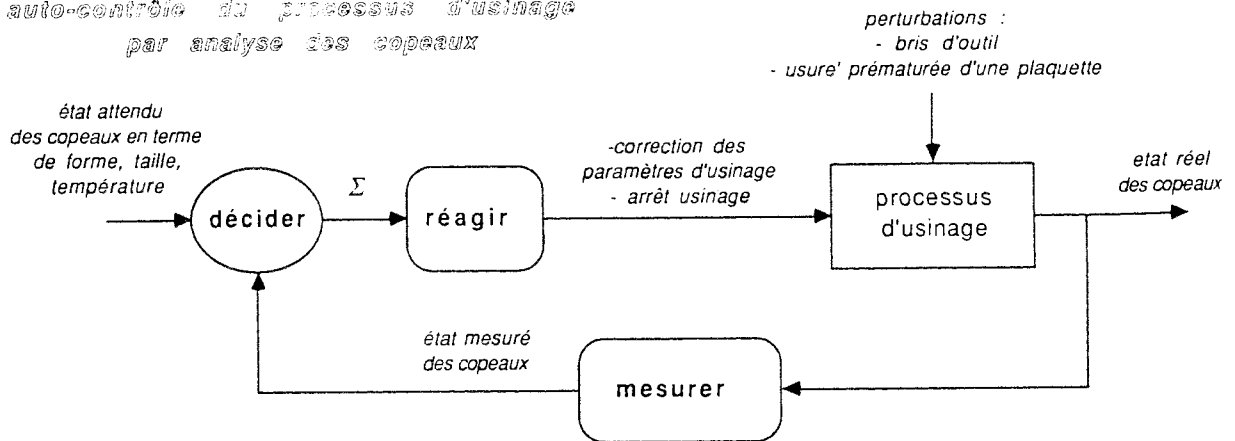 auto-contrôle du processus d'usinage
par analyse des copeaux
perturbations :
- bris d'outil
- usure' prématurée d'une plaquette
état attendu
des copeaux en terme
de forme, taille,
température
décider
Σ
réagir
-correction des
paramètres d'usinage
- arrêt usinage
processus
d'usinage
etat réel
des copeaux
état mesuré
des copeaux
mesurer